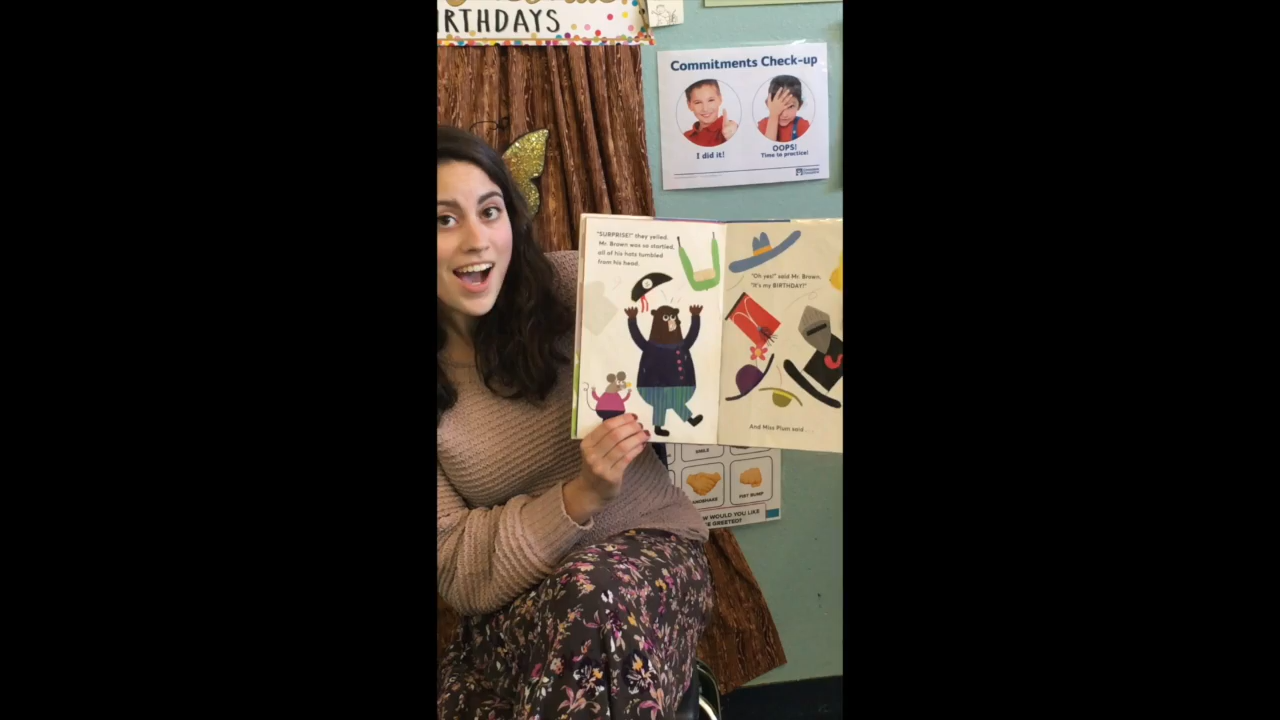 RTHDAYS
Commitments Check-up
I did it!
OOPS!
Time to practice!
"SURPRISE!" they yelled.
Mr. Brown was so startled,
all of his hats tumbled
from his head.
"Oh yes!" said Mr. Brown.
"It's my BIRTHDAY!"
And Miss Plum said . . .
SMILE
HANDSHAKE
FIST BUMP
W WOULD YOU LIKE
E GREETED?